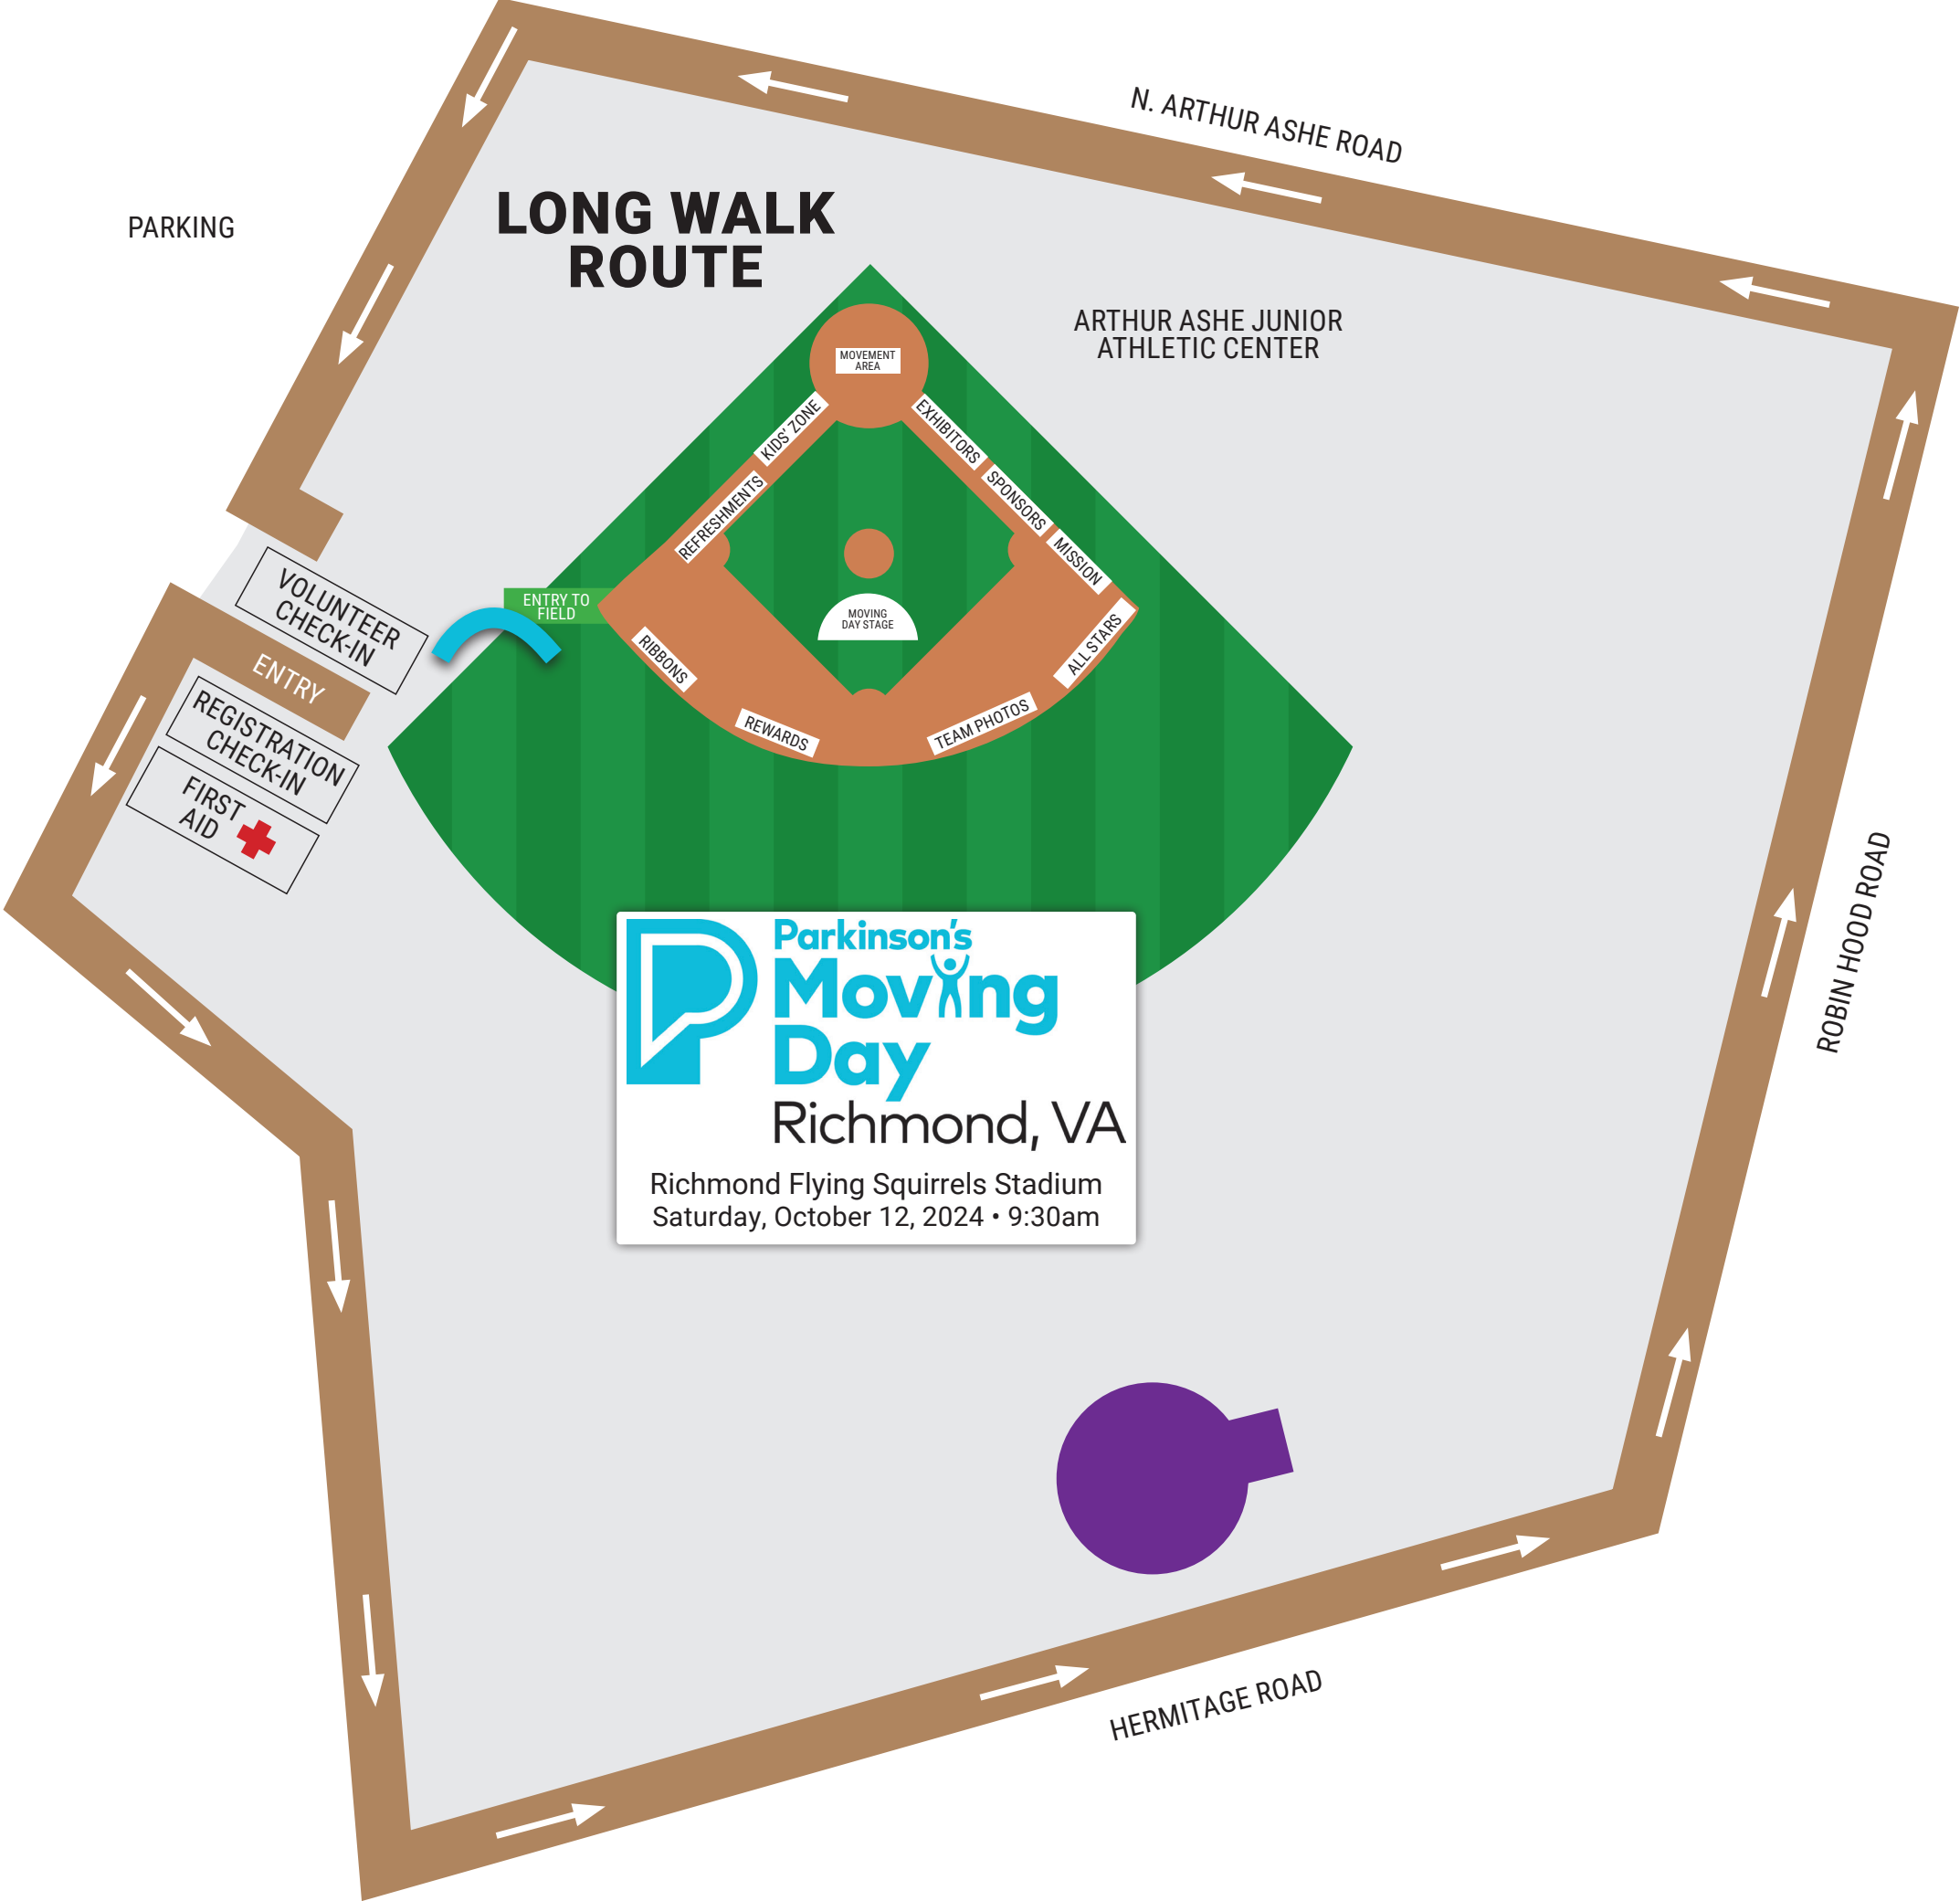 N. ARTHUR ASHE ROAD
PARKING
LONG WALK
ROUTE
ARTHUR ASHE JUNIOR
ATHLETIC CENTER
MOVEMENT
AREA
KIDS' ZONE
EXHIBITORS
REFRESHMENTS
SPONSORS
MISSION
VOLUNTEER
CHECK-IN
ENTRY TO
FIELD
MOVING
DAY STAGE
ALL STARS
RIBBONS
ENTRY
REWARDS
TEAM PHOTOS
REGISTRATION
CHECK-IN
FIRST
AID
ROBIN HOOD ROAD
Parkinson's
Moving
Day
Richmond, VA
Richmond Flying Squirrels Stadium
Saturday, October 12, 2024 • 9:30am
HERMITAGE ROAD